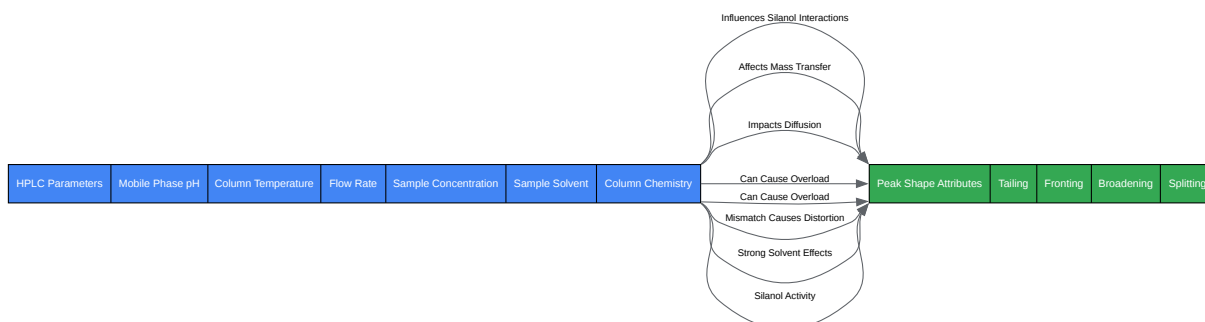 Influences Silanol Interactions
Affects Mass Transfer
Impacts Diffusion
HPLC Parameters
Mobile Phase pH
Column Temperature
Flow Rate
Sample Concentration
Sample Solvent
Column Chemistry
Can Cause Overload
Can Cause Overload
Mismatch Causes Distortion
Strong Solvent Effects
Silanol Activity
Peak Shape Attributes
Tailing
Fronting
Broadening
Splitting